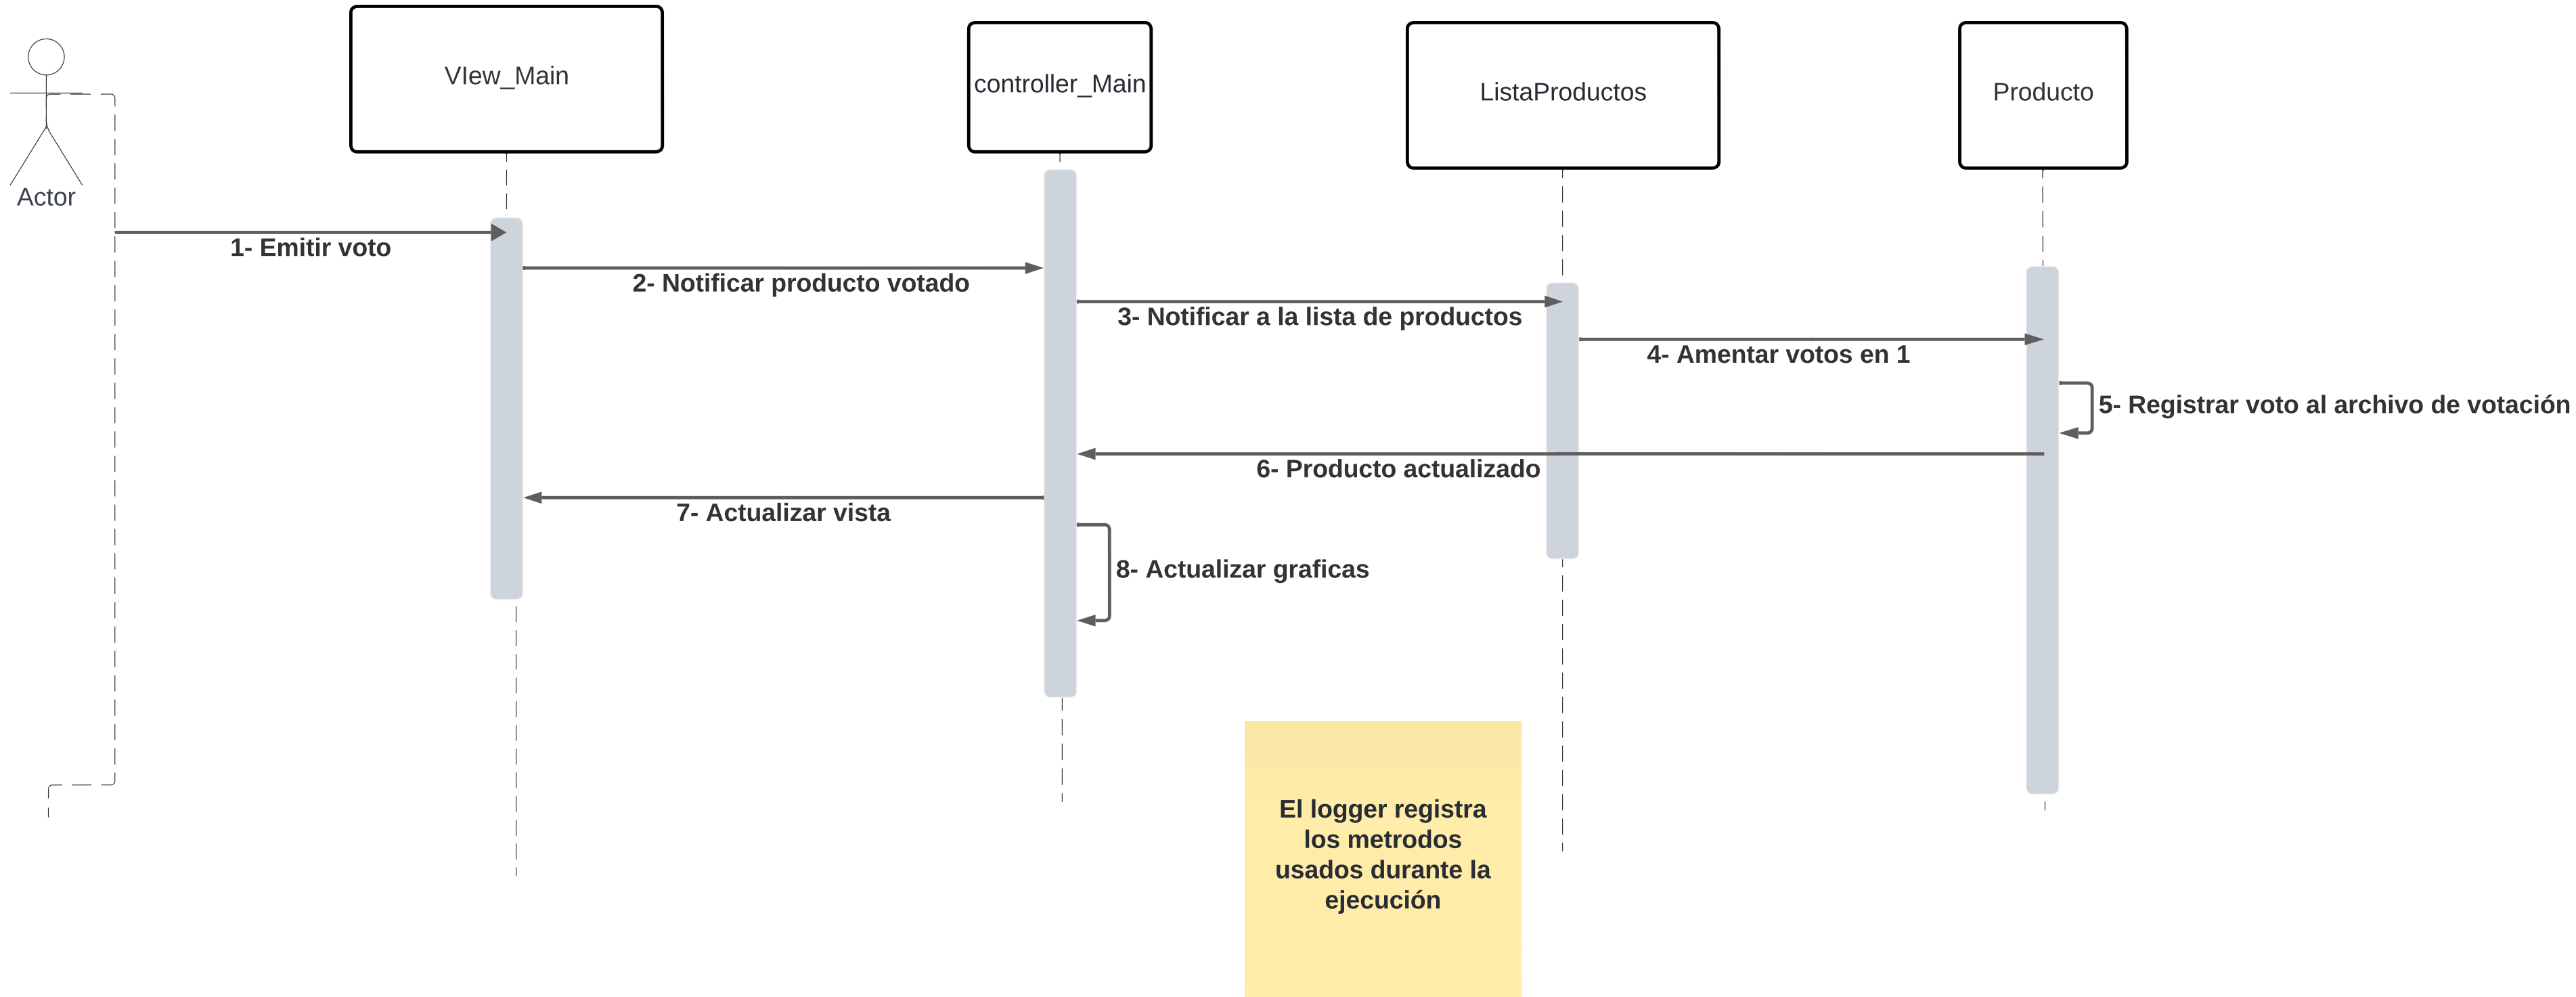 VIew_Main
controller_Main
ListaProductos
Producto
Actor
1- Emitir voto
2- Notificar producto votado
3- Notificar a la lista de productos
4- Amentar votos en 1
5- Registrar voto al archivo de votación
6- Producto actualizado
7- Actualizar vista
8- Actualizar graficas
El logger registra
los metrodos
usados durante la
ejecución